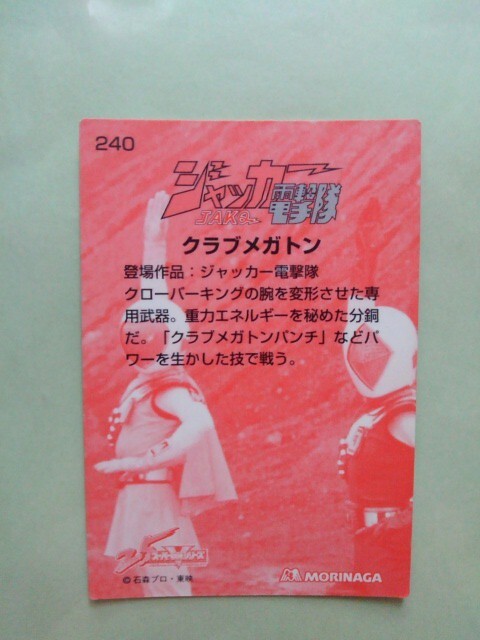 240
ジャッカー電撃隊
JAKQ
クラブメガトン
登場作品：ジャッカー電撃隊
クローバーキングの腕を変形させた専
用武器。重力エネルギーを秘めた分銅
だ。「クラブメガトンパンチ」などパ
ワーを生かした技で戦う。
©石森プロ・東映
MORINAGA